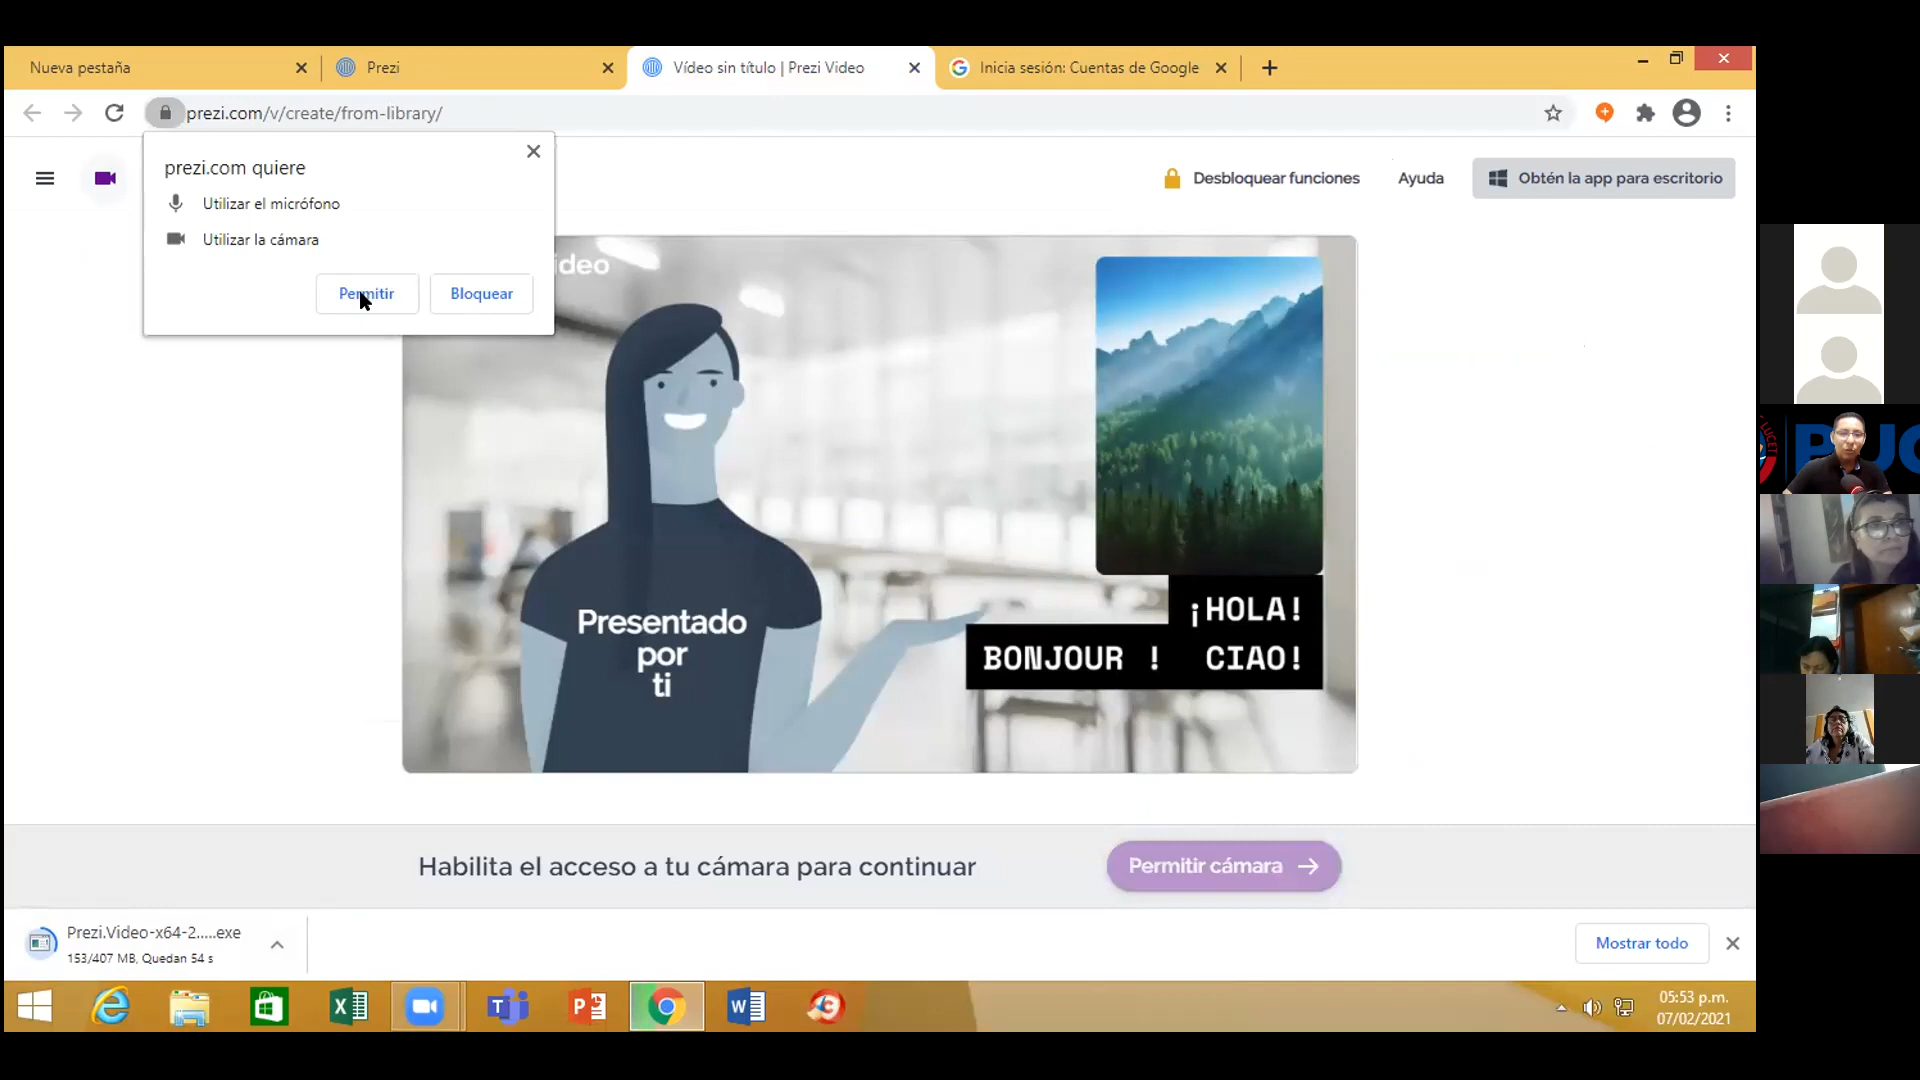 Nueva pestaña
Prezi
Vídeo sin título | Prezi Video
Inicia sesión: Cuentas de Google
prezi.com/v/create/from-library/
prezi.com quiere
Utilizar el micrófono
Utilizar la cámara
Permitir
Bloquear
Desbloquear funciones
Ayuda
Obtén la app para escritorio
ideo
Presentado
por
ti
¡HOLA!
BONJOUR ! CIAO!
LUCET
PUC
Habilita el acceso a tu cámara para continuar
Permitir cámara
Prezi.Video-x64-2.....exe
153/407 MB, Quedan 54 s
Mostrar todo
05:53 p.m.
07/02/2021